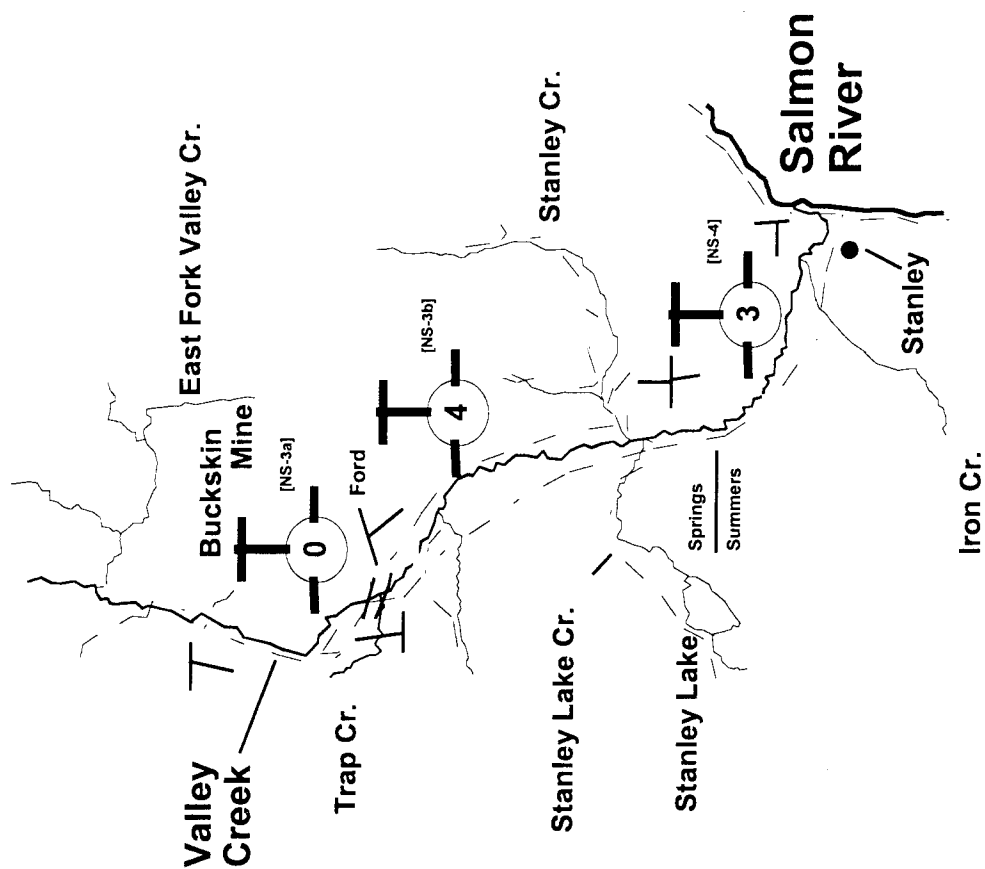 Valley
Creek
Buckskin
Mine
East Fork Valley Cr.
[NS-3a]
0
Trap Cr.
Ford
[NS-3b]
4
Stanley Cr.
Stanley Lake Cr.
Stanley Lake
Springs
Summers
[NS-4]
3
Salmon
River
Stanley
Iron Cr.